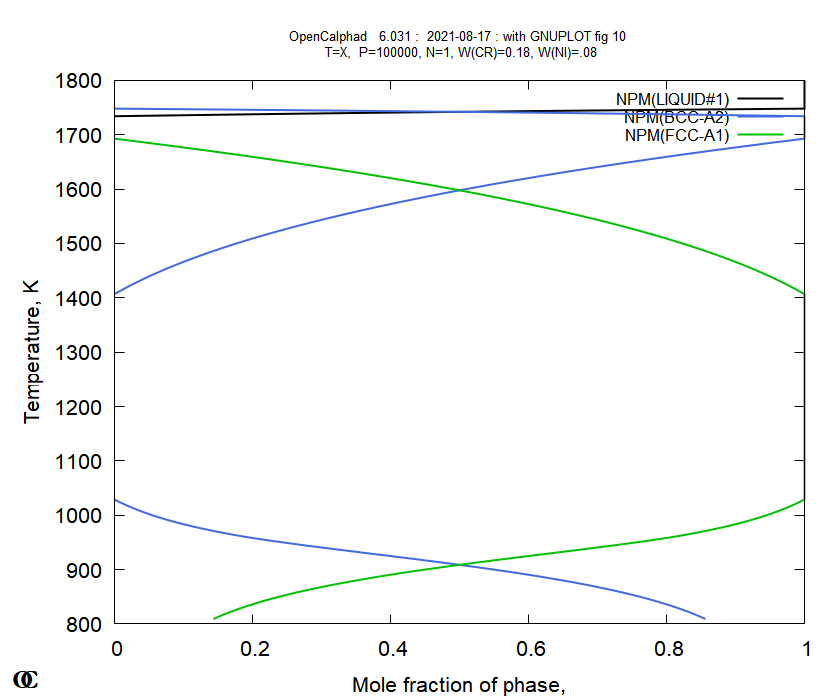 OpenCalphad 6.031 : 2021-08-17 : with GNUPLOT fig 10
T=X, P=100000, N=1, W(CR)=0.18, W(NI)=.08
1800
NPM(LIQUID#1)
NPM(BCC-A2)
1700
NPM(FCC-A1)
1600
1500
1400
1300
Temperature, K
1200
1100
1000
900
800
0 0.2 0.4 0.6 0.8 1
OC
Mole fraction of phase,